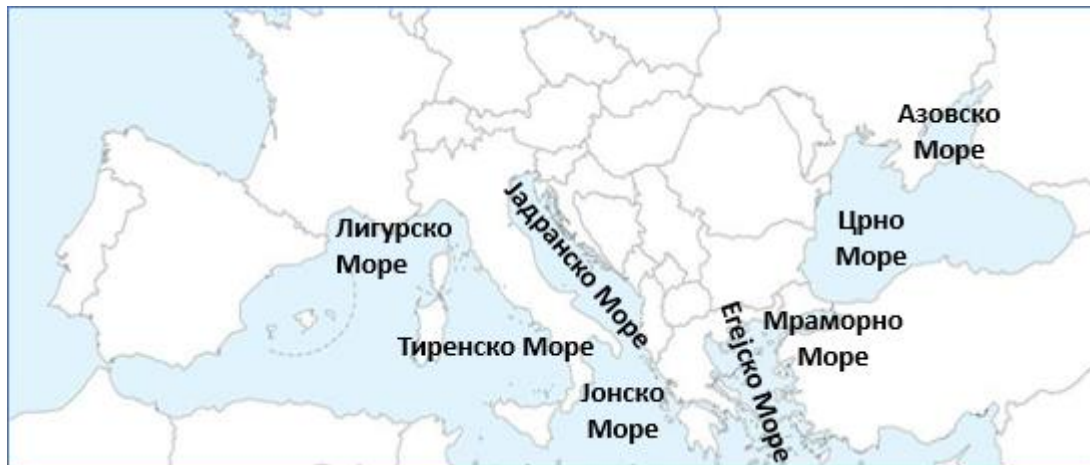 Азовско
Море
Црно
Море
Лигурско
Море
Јадранско Море
Тиренско Море
Јонско
Море
Егејско Море
Мраморно
Море